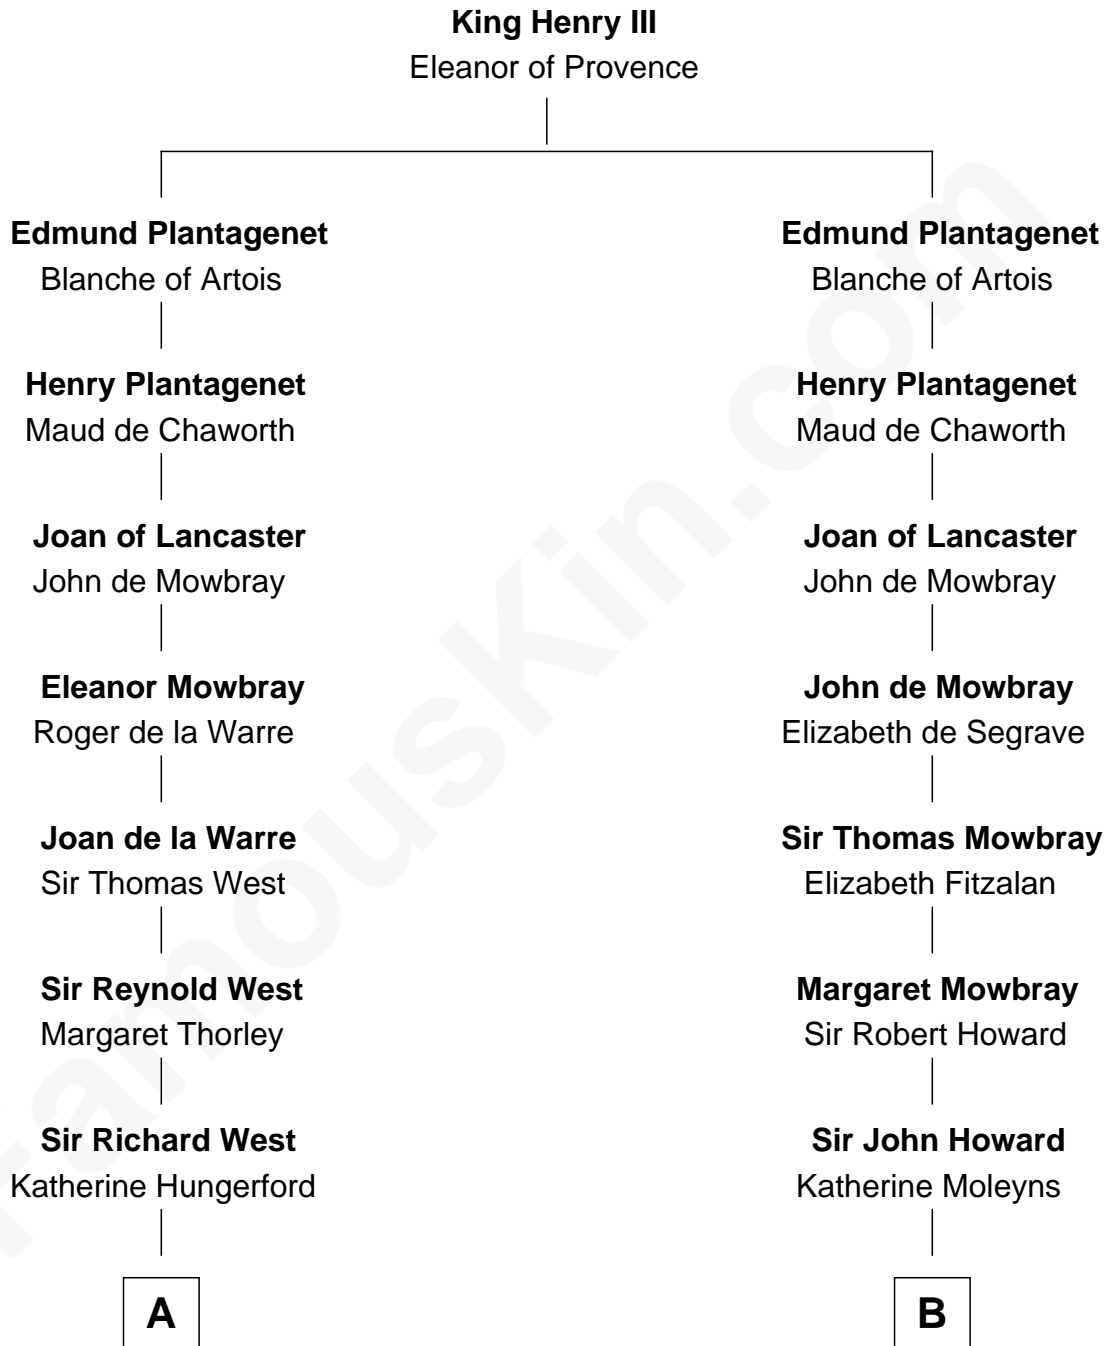 King Henry III
Eleanor of Provence
Edmund Plantagenet
Blanche of Artois
Edmund Plantagenet
Blanche of Artois
Henry Plantagenet
Maud de Chaworth
Henry Plantagenet
Maud de Chaworth
Joan of Lancaster
John de Mowbray
Joan of Lancaster
John de Mowbray
Eleanor Mowbray
Roger de la Warre
John de Mowbray
Elizabeth de Segrave
Joan de la Warre
Sir Thomas West
Sir Thomas Mowbray
Elizabeth Fitzalan
Sir Reynold West
Margaret Thorley
Margaret Mowbray
Sir Robert Howard
Sir Richard West
Katherine Hungerford
Sir John Howard
Katherine Moleyns
A
B
FamousKin.com